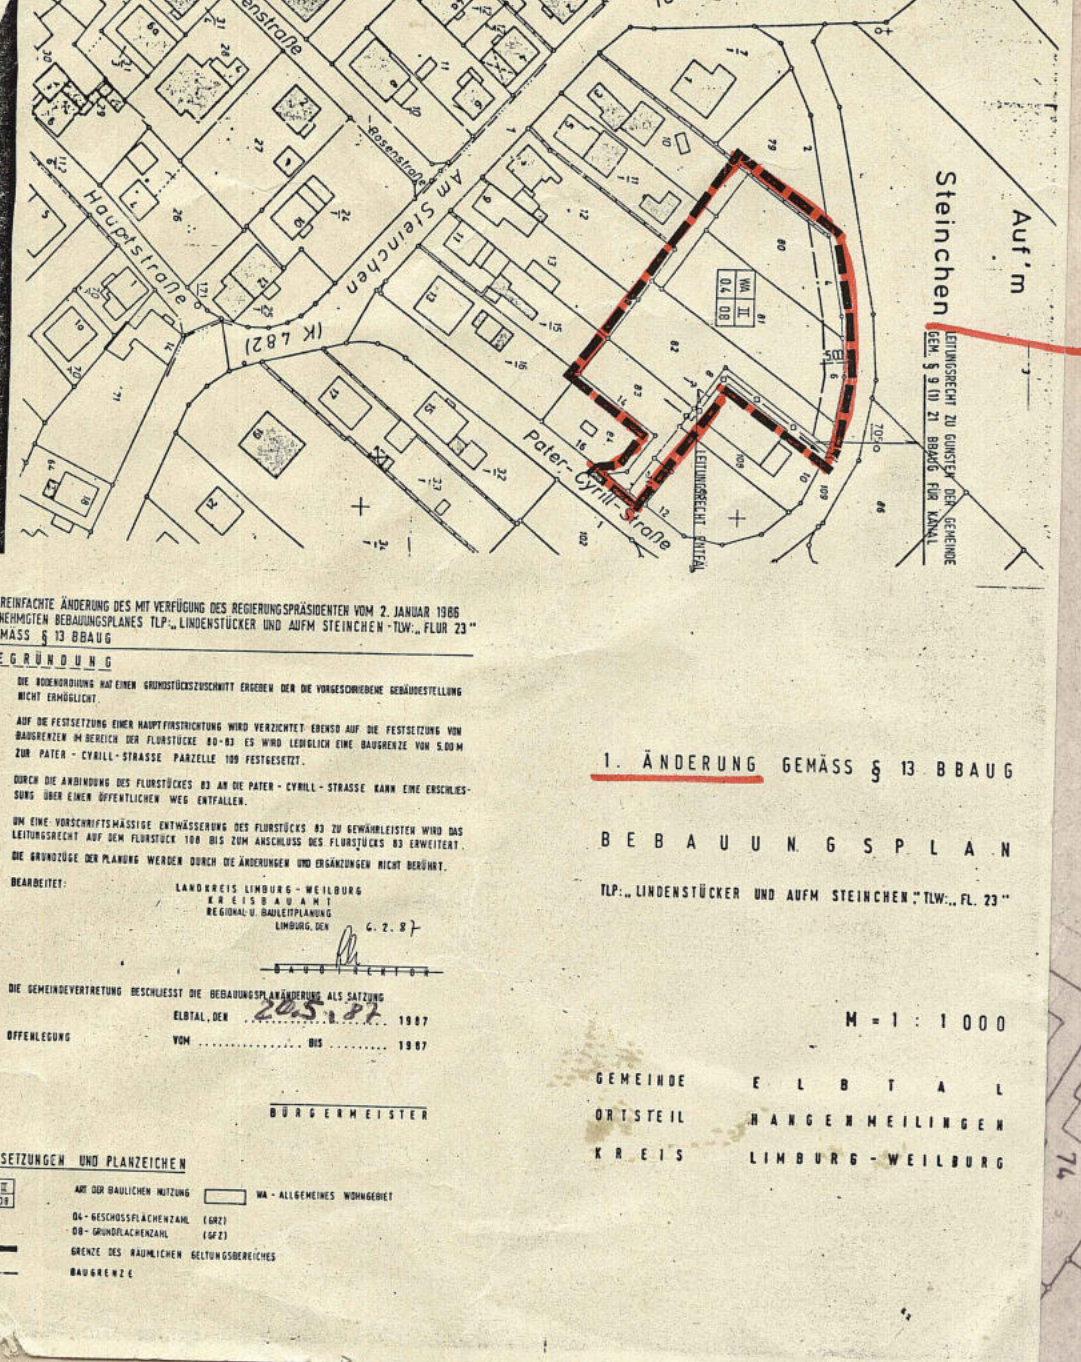 enstraße
Rosenstraße
Am Steinchen
Hauptstraße
(K 482)
Pater-Cyrill-Straße
Auf'm
Steinchen
LEITUNGSRECHT ZU GUNSTEN DER GEMEINDE
GEM. § 9 (1) 21 BBAUG FÜR KANAL
LEITUNGSRECHT ENTFÄL
WA II
0.4 0.8
REINFACHTE ÄNDERUNG DES MIT VERFÜGUNG DES REGIERUNGSPRÄSIDENTEN VOM 2. JANUAR 1986
NEHMIGTEN BEBAUUNGSPLANES TLP:„ LINDENSTÜCKER UND AUFM STEINCHEN - TLW:„ FLUR 23"
MÄSS § 13 BBAUG
EGRÜNDUNG
DIE BODENORDNUNG HAT EINEN GRUNDSTÜCKSZUSCHNITT ERGEBEN DER DIE VORGESCHRIEBENE GEBÄUDESTELLUNG
NICHT ERMÖGLICHT.
AUF DIE FESTSETZUNG EINER HAUPTFIRSTRICHTUNG WIRD VERZICHTET EBENSO AUF DIE FESTSETZUNG VON
BAUGRENZEN IM BEREICH DER FLURSTÜCKE 80-83 ES WIRD LEDIGLICH EINE BAUGRENZE VON 5.00 M
ZUR PATER - CYRILL - STRASSE PARZELLE 109 FESTGESETZT.
DURCH DIE ANBINDUNG DES FLURSTÜCKES 83 AN DIE PATER - CYRILL - STRASSE KANN EINE ERSCHLIES-
SUNG ÜBER EINEN ÖFFENTLICHEN WEG ENTFALLEN.
UM EINE VORSCHRIFTSMÄSSIGE ENTWÄSSERUNG DES FLURSTÜCKS 83 ZU GEWÄHRLEISTEN WIRD DAS
LEITUNGSRECHT AUF DEM FLURSTÜCK 108 BIS ZUM ANSCHLUSS DES FLURSTÜCKS 83 ERWEITERT.
DIE GRUNDZÜGE DER PLANUNG WERDEN DURCH DIE ÄNDERUNGEN UND ERGÄNZUNGEN NICHT BERÜHRT.
BEARBEITET:
LANDKREIS LIMBURG - WEILBURG
KREISBAUAMT
REGIONAL- U. BAULEITPLANUNG
LIMBURG, DEN 6.2.87
BAUDIREKTOR
DIE GEMEINDEVERTRETUNG BESCHLIESST DIE BEBAUUNGSPLANÄNDERUNG ALS SATZUNG
ELBTAL, DEN 20.5.87 1987
OFFENLEGUNG VOM ................ BIS ......... 1987
BÜRGERMEISTER
SETZUNGEN UND PLANZEICHEN
ART DER BAULICHEN NUTZUNG WA - ALLGEMEINES WOHNGEBIET
04 - GESCHOSSFLÄCHENZAHL (GRZ)
08 - GRUNDFLÄCHENZAHL (GFZ)
GRENZE DES RÄUMLICHEN GELTUNGSBEREICHES
BAUGRENZE
1. ÄNDERUNG GEMÄSS § 13 BBAUG
BEBAUUNGSPLAN
TLP:„ LINDENSTÜCKER UND AUFM STEINCHEN," TLW:„ FL. 23"
M = 1 : 1000
GEMEINDE ELBTAL
ORTSTEIL HANGENMEILINGEN
KREIS LIMBURG - WEILBURG
74